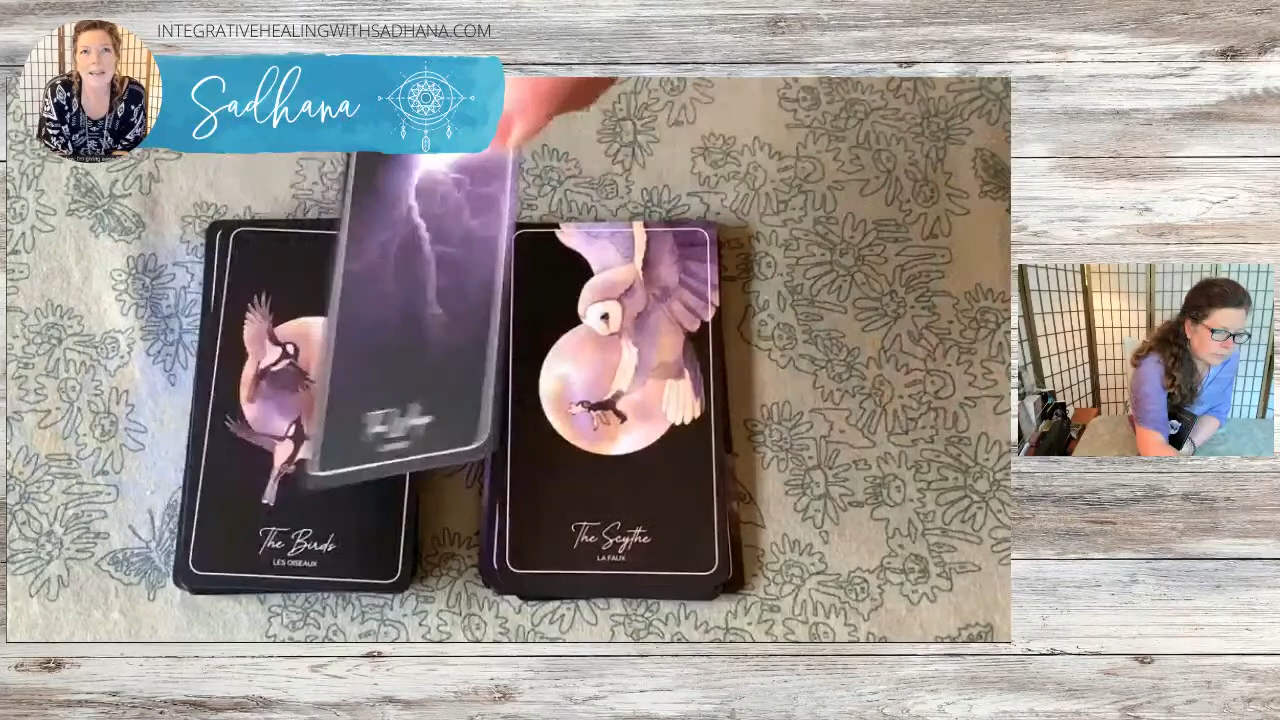 INTEGRATIVEHEALINGWITHSADHANA.COM
Sadhana
The Birds
LES OISEAUX
The Scythe
LA FAUX